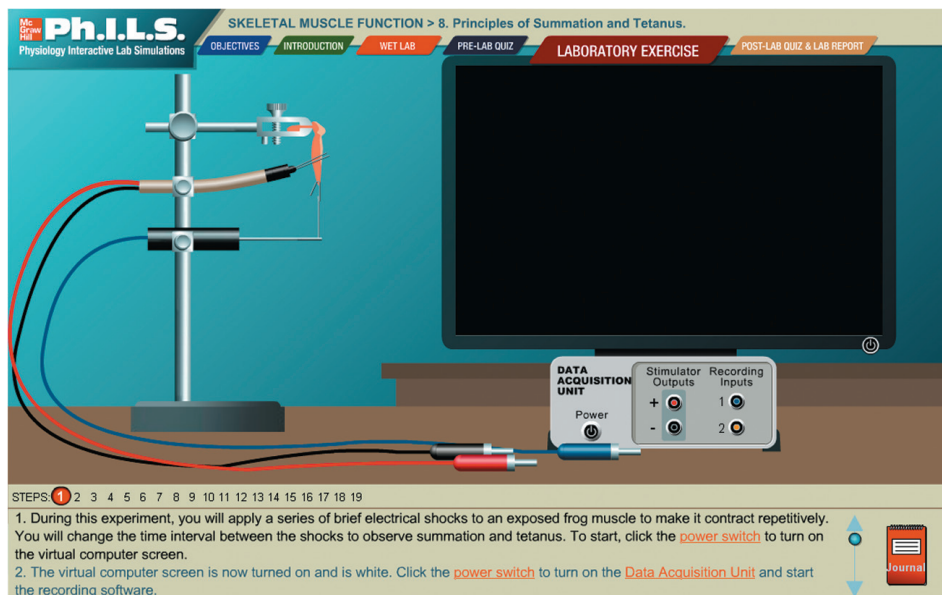 Mc
Graw
Hill
Ph.I.L.S.
Physiology Interactive Lab Simulations
SKELETAL MUSCLE FUNCTION > 8. Principles of Summation and Tetanus.
OBJECTIVES
INTRODUCTION
WET LAB
PRE-LAB QUIZ
LABORATORY EXERCISE
POST-LAB QUIZ & LAB REPORT
DATA
ACQUISITION
UNIT
Power
Stimulator
Outputs
+
-
Recording
Inputs
1
2
STEPS: 1 2 3 4 5 6 7 8 9 10 11 12 13 14 15 16 17 18 19
1. During this experiment, you will apply a series of brief electrical shocks to an exposed frog muscle to make it contract repetitively.
You will change the time interval between the shocks to observe summation and tetanus. To start, click the power switch to turn on
the virtual computer screen.
2. The virtual computer screen is now turned on and is white. Click the power switch to turn on the Data Acquisition Unit and start
the recording software.
Journal